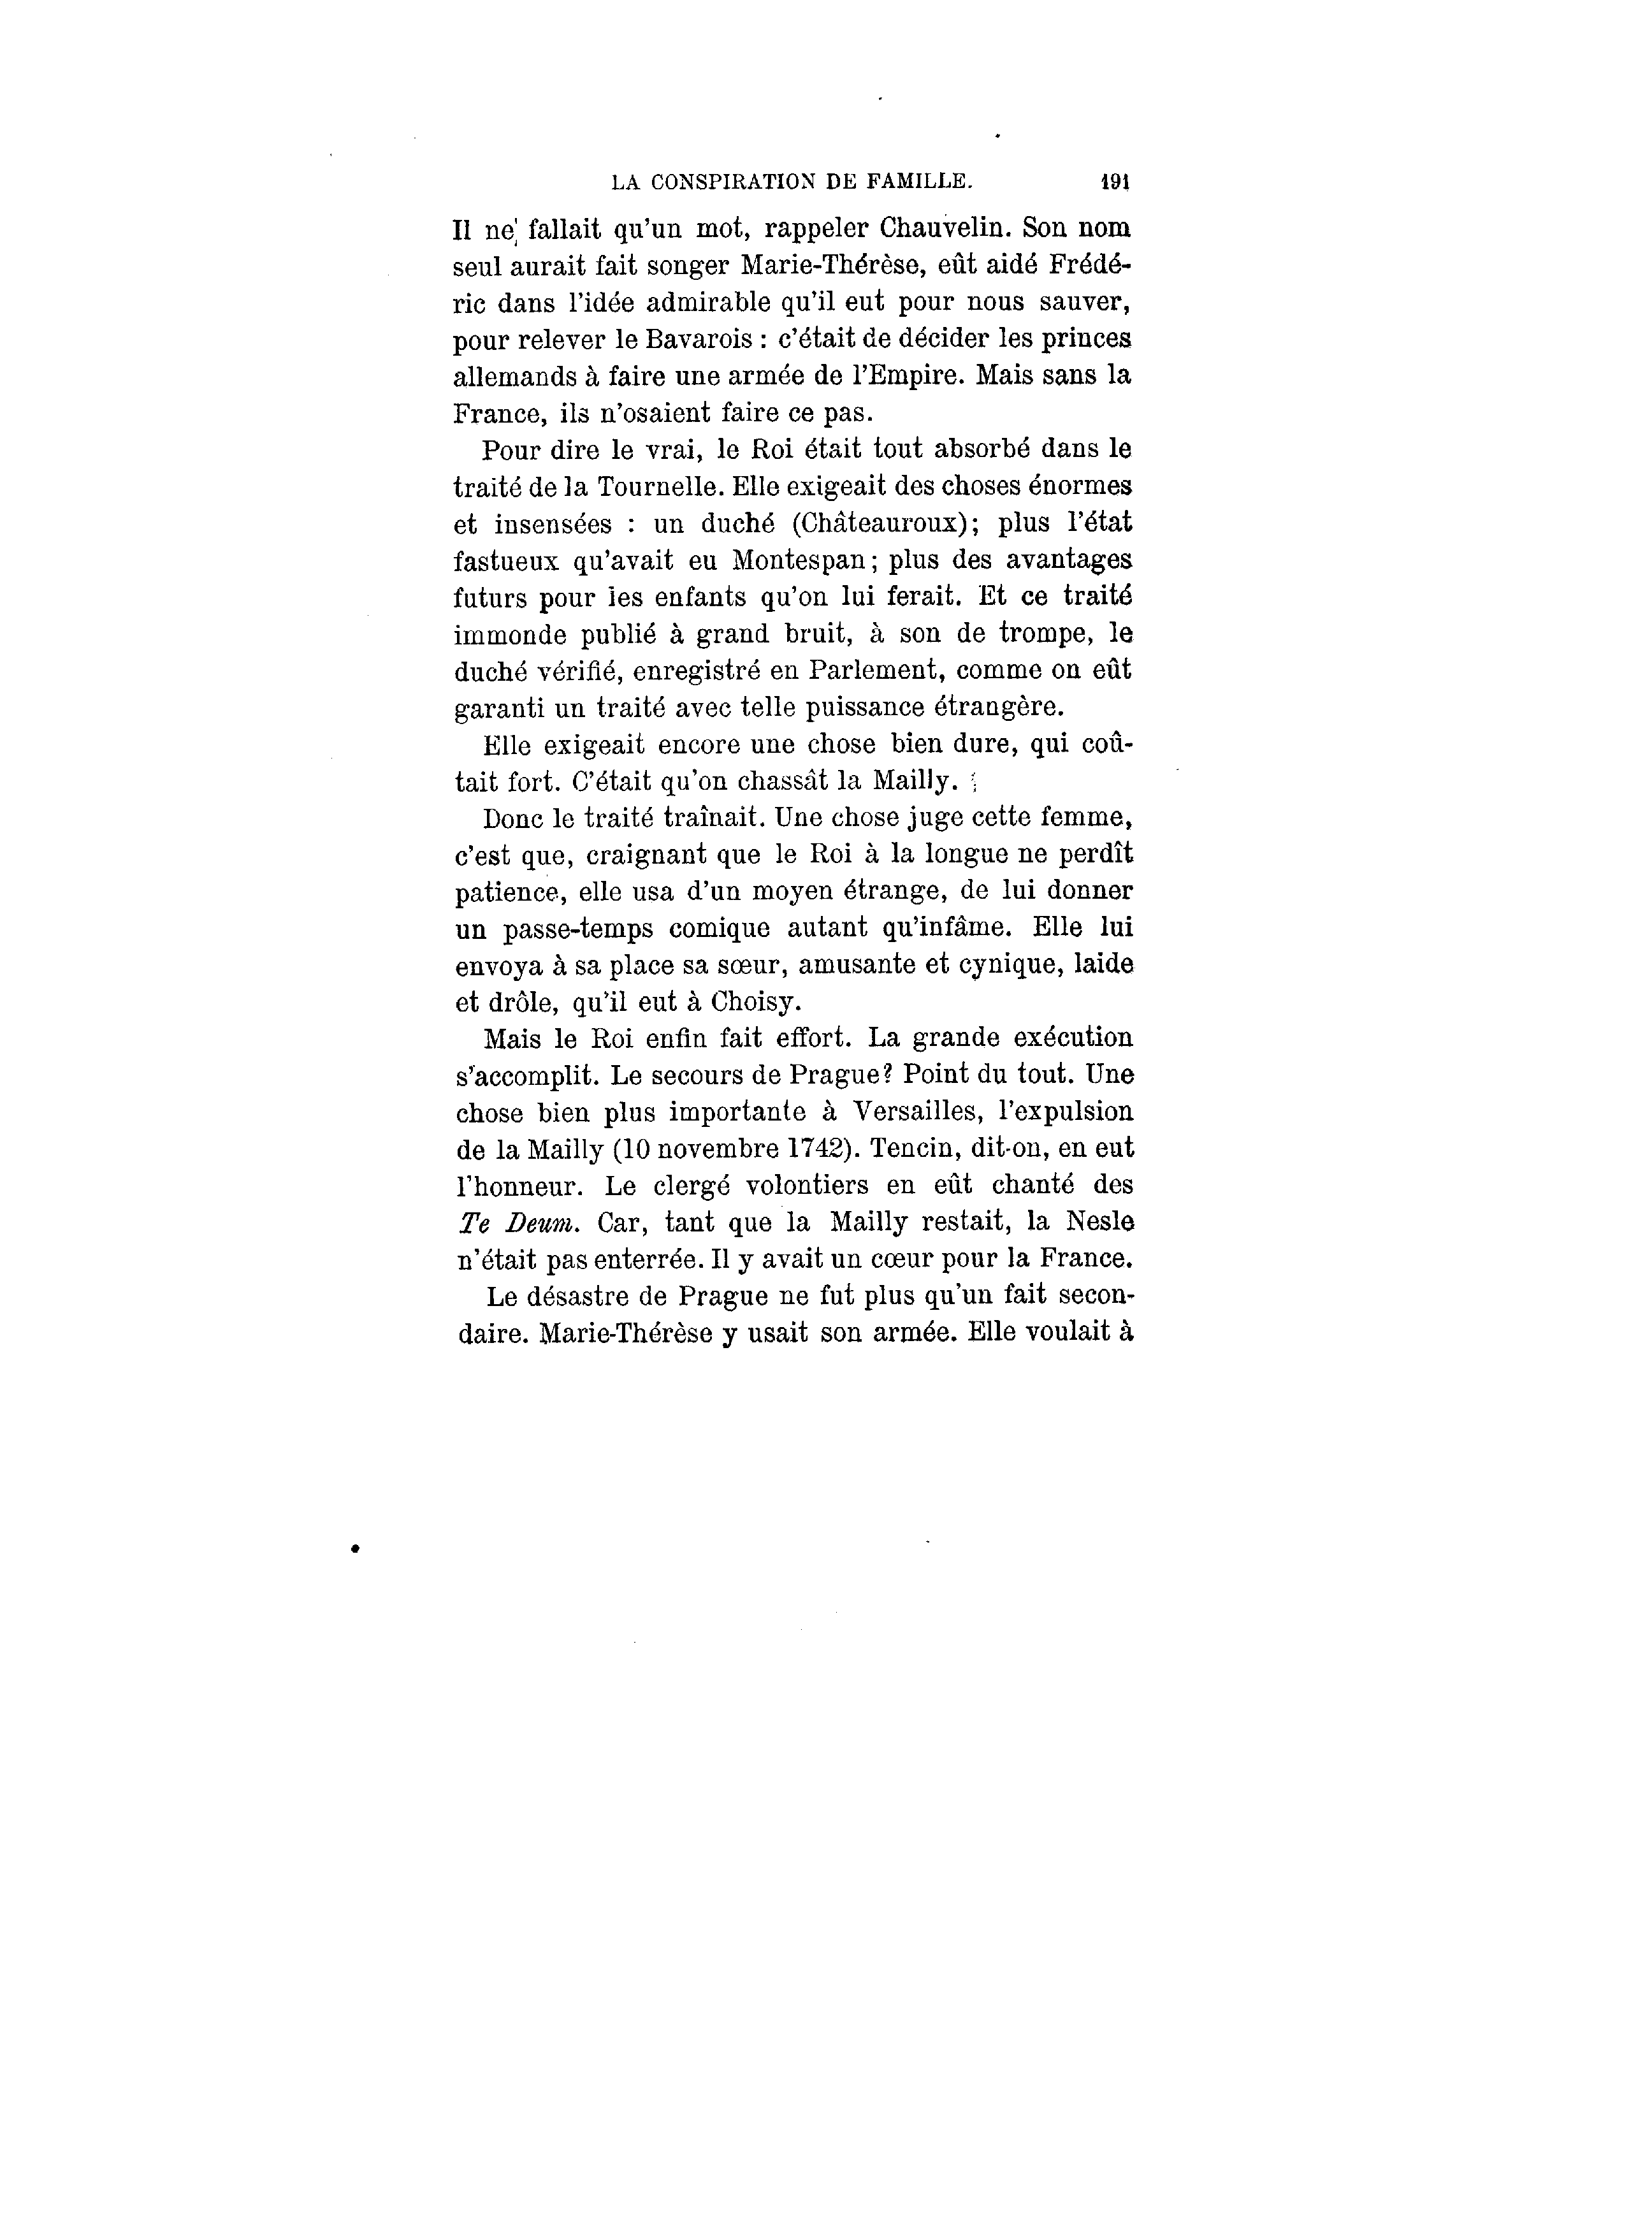 LA CONSPIRATION DE FAMILLE. 191
Il ne fallait qu'un mot, rappeler Chauvelin. Son nom
seul aurait fait songer Marie-Thérèse, eût aidé Frédé-
ric dans l'idée admirable qu'il eut pour nous sauver,
pour relever le Bavarois : c'était de décider les princes
allemands à faire une armée de l'Empire. Mais sans la
France, ils n'osaient faire ce pas.
Pour dire le vrai, le Roi était tout absorbé dans le
traité de la Tournelle. Elle exigeait des choses énormes
et insensées : un duché (Châteauroux); plus l'état
fastueux qu'avait eu Montespan; plus des avantages
futurs pour les enfants qu'on lui ferait. Et ce traité
immonde publié à grand bruit, à son de trompe, le
duché vérifié, enregistré en Parlement, comme on eût
garanti un traité avec telle puissance étrangère.
Elle exigeait encore une chose bien dure, qui coû-
tait fort. C'était qu'on chassât la Mailly.
Donc le traité traînait. Une chose juge cette femme,
c'est que, craignant que le Roi à la longue ne perdît
patience, elle usa d'un moyen étrange, de lui donner
un passe-temps comique autant qu'infâme. Elle lui
envoya à sa place sa sœur, amusante et cynique, laide
et drôle, qu'il eut à Choisy.
Mais le Roi enfin fait effort. La grande exécution
s'accomplit. Le secours de Prague? Point du tout. Une
chose bien plus importante à Versailles, l'expulsion
de la Mailly (10 novembre 1742). Tencin, dit-on, en eut
l'honneur. Le clergé volontiers en eût chanté des
Te Deum. Car, tant que la Mailly restait, la Nesle
n'était pas enterrée. Il y avait un cœur pour la France.
Le désastre de Prague ne fut plus qu'un fait secon-
daire. Marie-Thérèse y usait son armée. Elle voulait à